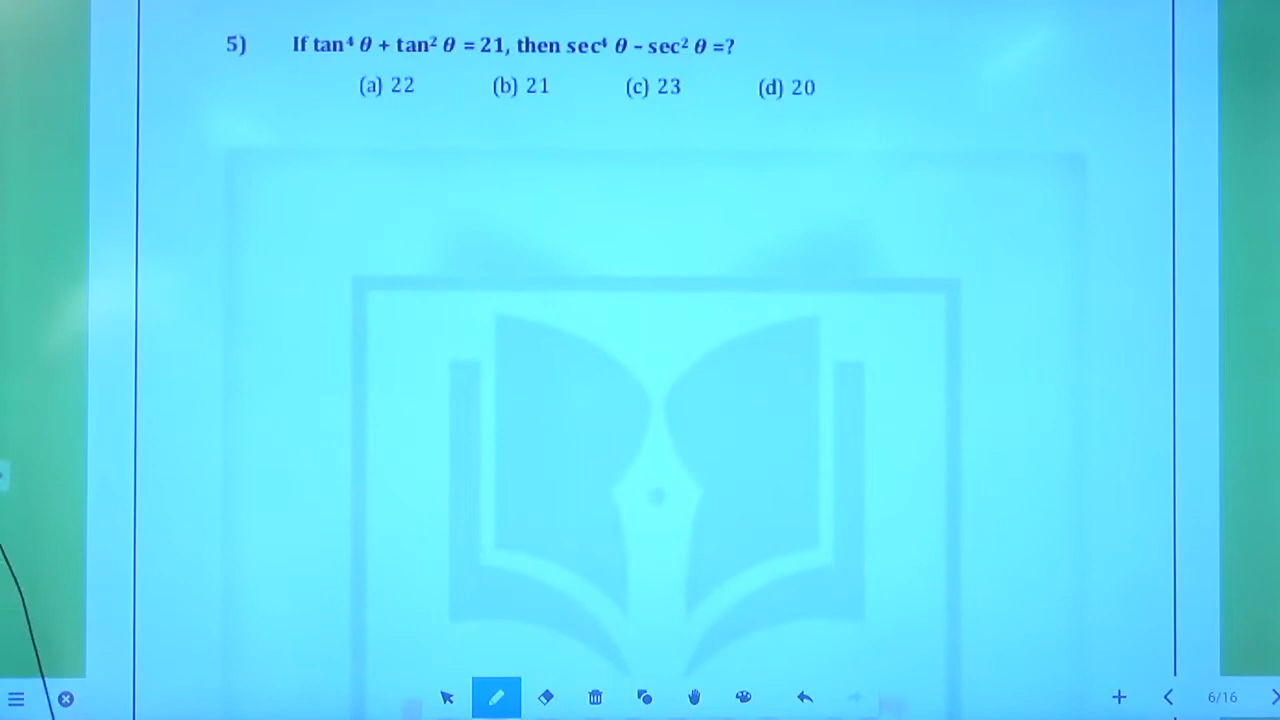 5) If tan⁴ θ + tan² θ = 21, then sec⁴ θ – sec² θ =?
(a) 22 (b) 21 (c) 23 (d) 20
6/16